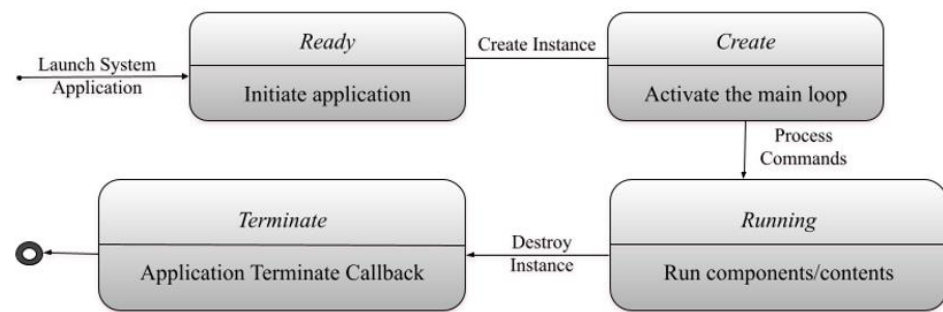 Launch System
Application
Ready
Initiate application
Create Instance
Create
Activate the main loop
Process
Commands
Running
Run components/contents
Destroy
Instance
Terminate
Application Terminate Callback